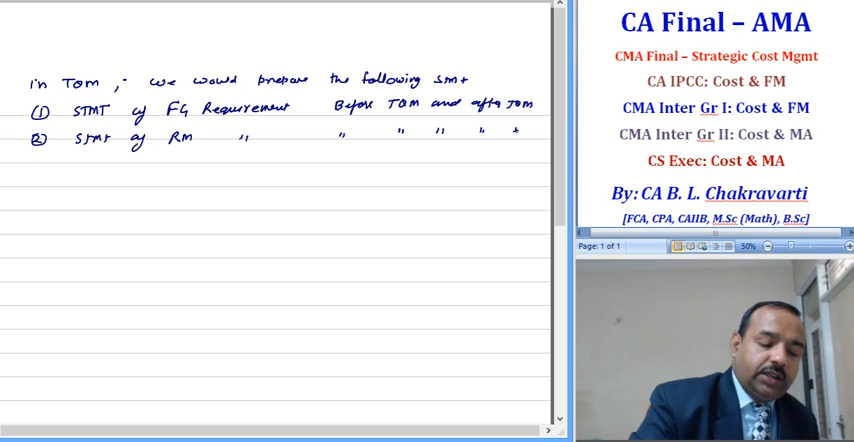 in TQM ,- we would prepare the following Stmt
① STMT of FG Requirement Before TQM and after TQM
② STMT of RM " " " " " "
CA Final – AMA
CMA Final – Strategic Cost Mgmt
CA IPCC: Cost & FM
CMA Inter Gr I: Cost & FM
CMA Inter Gr II: Cost & MA
CS Exec: Cost & MA
By: CA B. L. Chakravarti
[FCA, CPA, CAIIB, M.Sc (Math), B.Sc]
Page: 1 of 1 50%